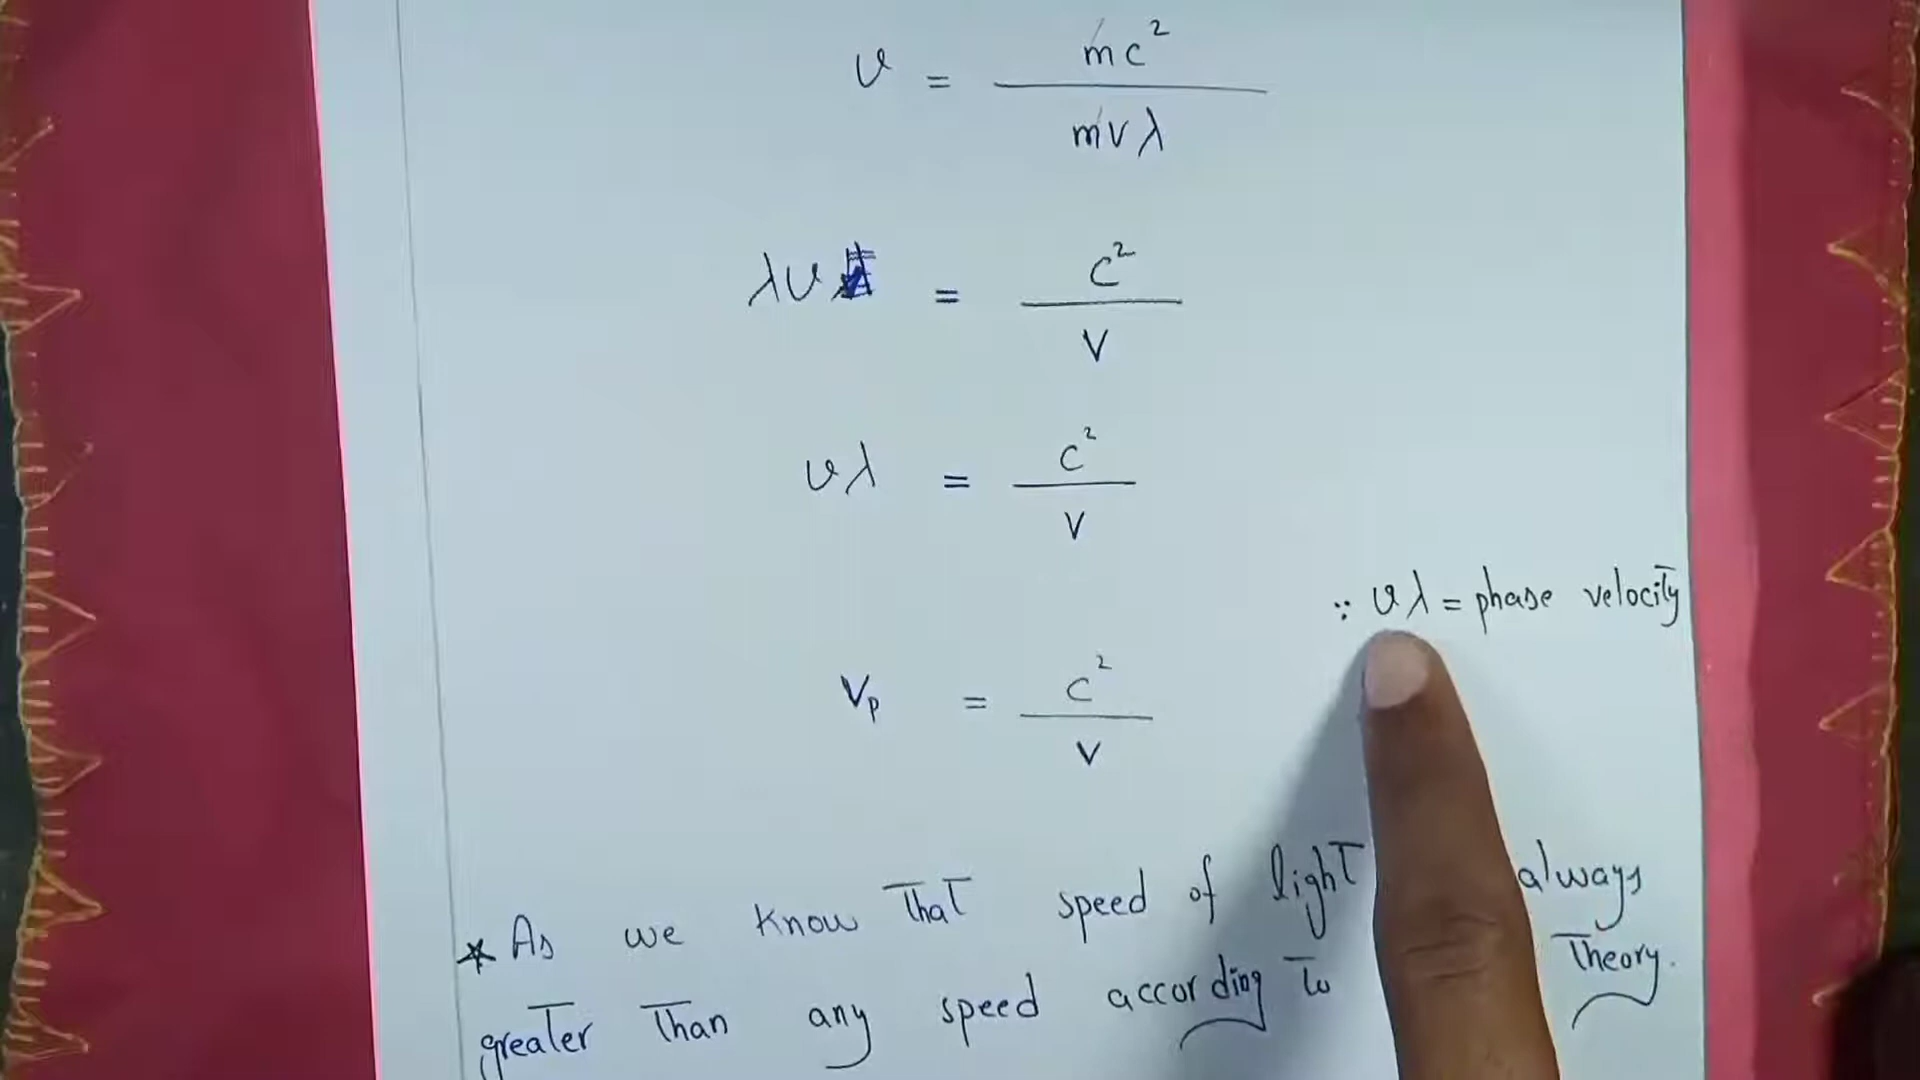 υ = mc² / mvλ
λυ = c² / v
υλ = c² / v
∵ υλ = phase velocity
Vp = c² / v
* As we know that speed of light always
greater than any speed according to Theory.